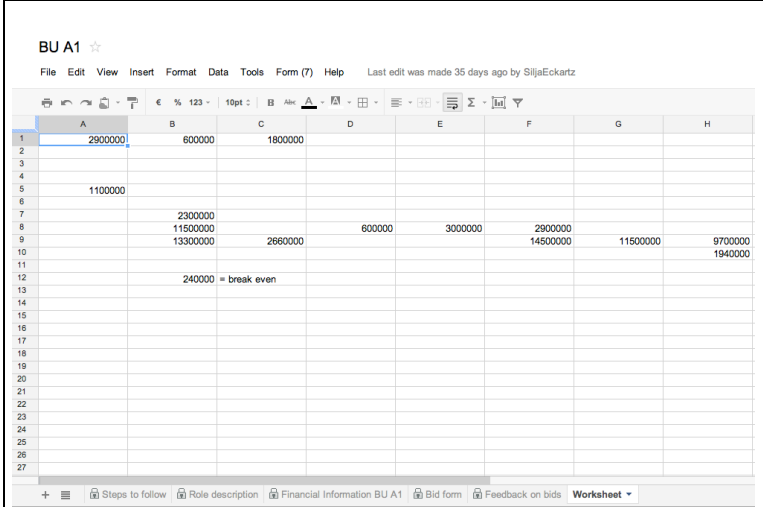 BU A1
File Edit View Insert Format Data Tools Form (7) Help Last edit was made 35 days ago by SiljaEckartz
€ % 123 10pt B Abc A A Σ
A B C D E F G H
1 2900000 600000 1800000
2
3
4
5 1100000
6
7 2300000
8 11500000 600000 3000000 2900000
9 13300000 2660000 14500000 11500000 9700000
10 1940000
11
12 240000 = break even
13
14
15
16
17
18
19
20
21
22
23
24
25
26
27
+ Steps to follow Role description Financial Information BU A1 Bid form Feedback on bids Worksheet